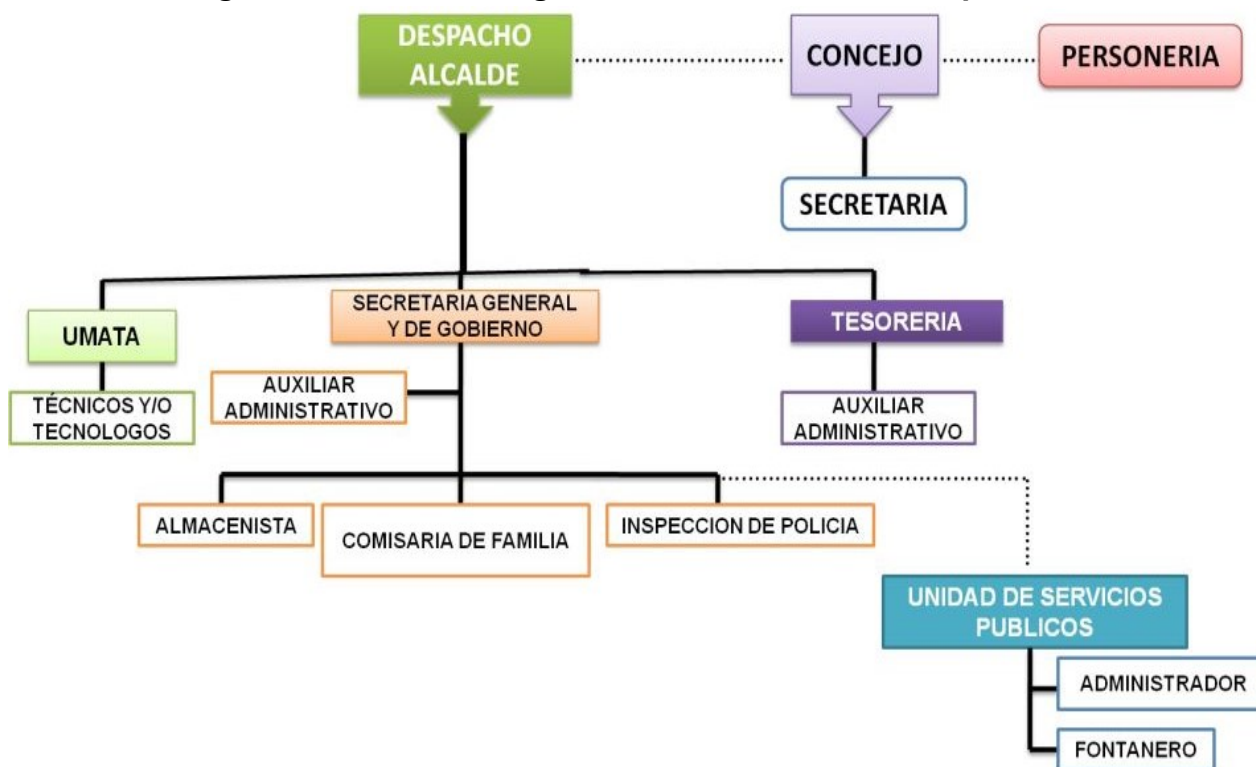 DESPACHO
ALCALDE
CONCEJO
PERSONERIA
SECRETARIA
UMATA
SECRETARIA GENERAL
Y DE GOBIERNO
TESORERIA
TÉCNICOS Y/O
TECNOLOGOS
AUXILIAR
ADMINISTRATIVO
AUXILIAR
ADMINISTRATIVO
ALMACENISTA
COMISARIA DE FAMILIA
INSPECCION DE POLICIA
UNIDAD DE SERVICIOS
PUBLICOS
ADMINISTRADOR
FONTANERO